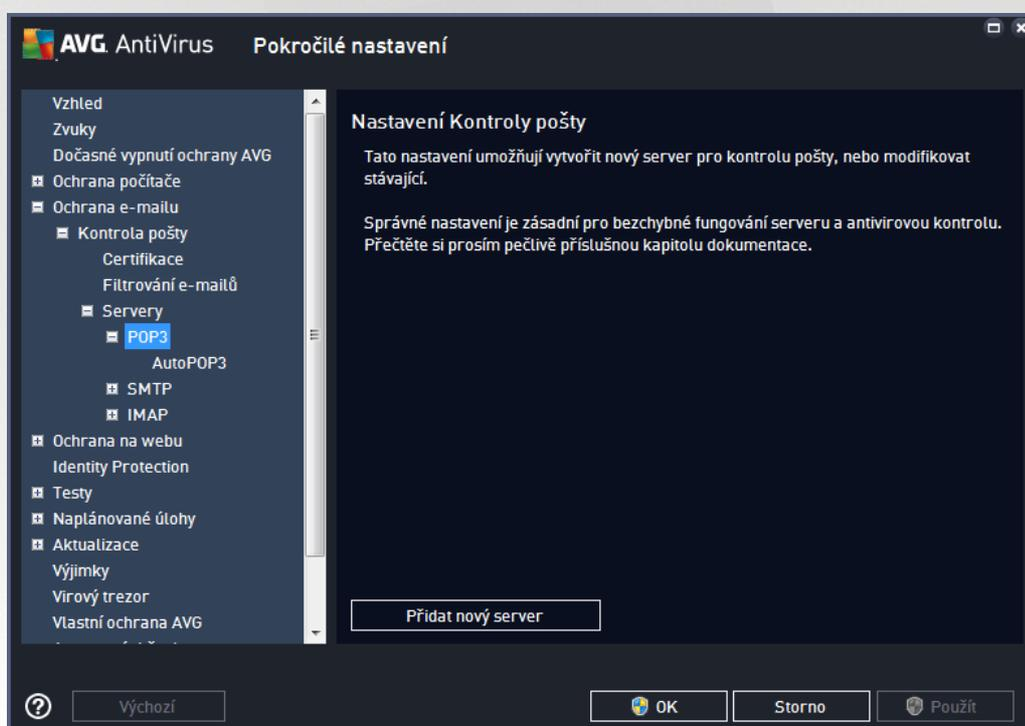 AVG. AntiVirus Pokročilé nastavení
Vzhled
Zvuky
Dočasné vypnutí ochrany AVG
Ochrana počítače
Ochrana e-mailu
Kontrola pošty
Certifikace
Filtrování e-mailů
Servery
POP3
AutoPOP3
SMTP
IMAP
Ochrana na webu
Identity Protection
Testy
Naplánované úlohy
Aktualizace
Výjimky
Virový trezor
Vlastní ochrana AVG
Nastavení Kontroly pošty
Tato nastavení umožňují vytvořit nový server pro kontrolu pošty, nebo modifikovat
stávající.
Správné nastavení je zásadní pro bezchybné fungování serveru a antivirovou kontrolu.
Přečtěte si prosím pečlivě příslušnou kapitolu dokumentace.
Přidat nový server
? Výchozí OK Storno Použít